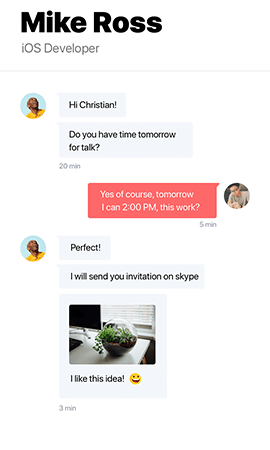 Mike Ross
iOS Developer
Hi Christian!
Do you have time tomorrow
for talk?
20 min
Yes of course, tomorrow
I can 2:00 PM, this work?
5 min
Perfect!
I will send you invitation on skype
I like this idea! 😀
3 min